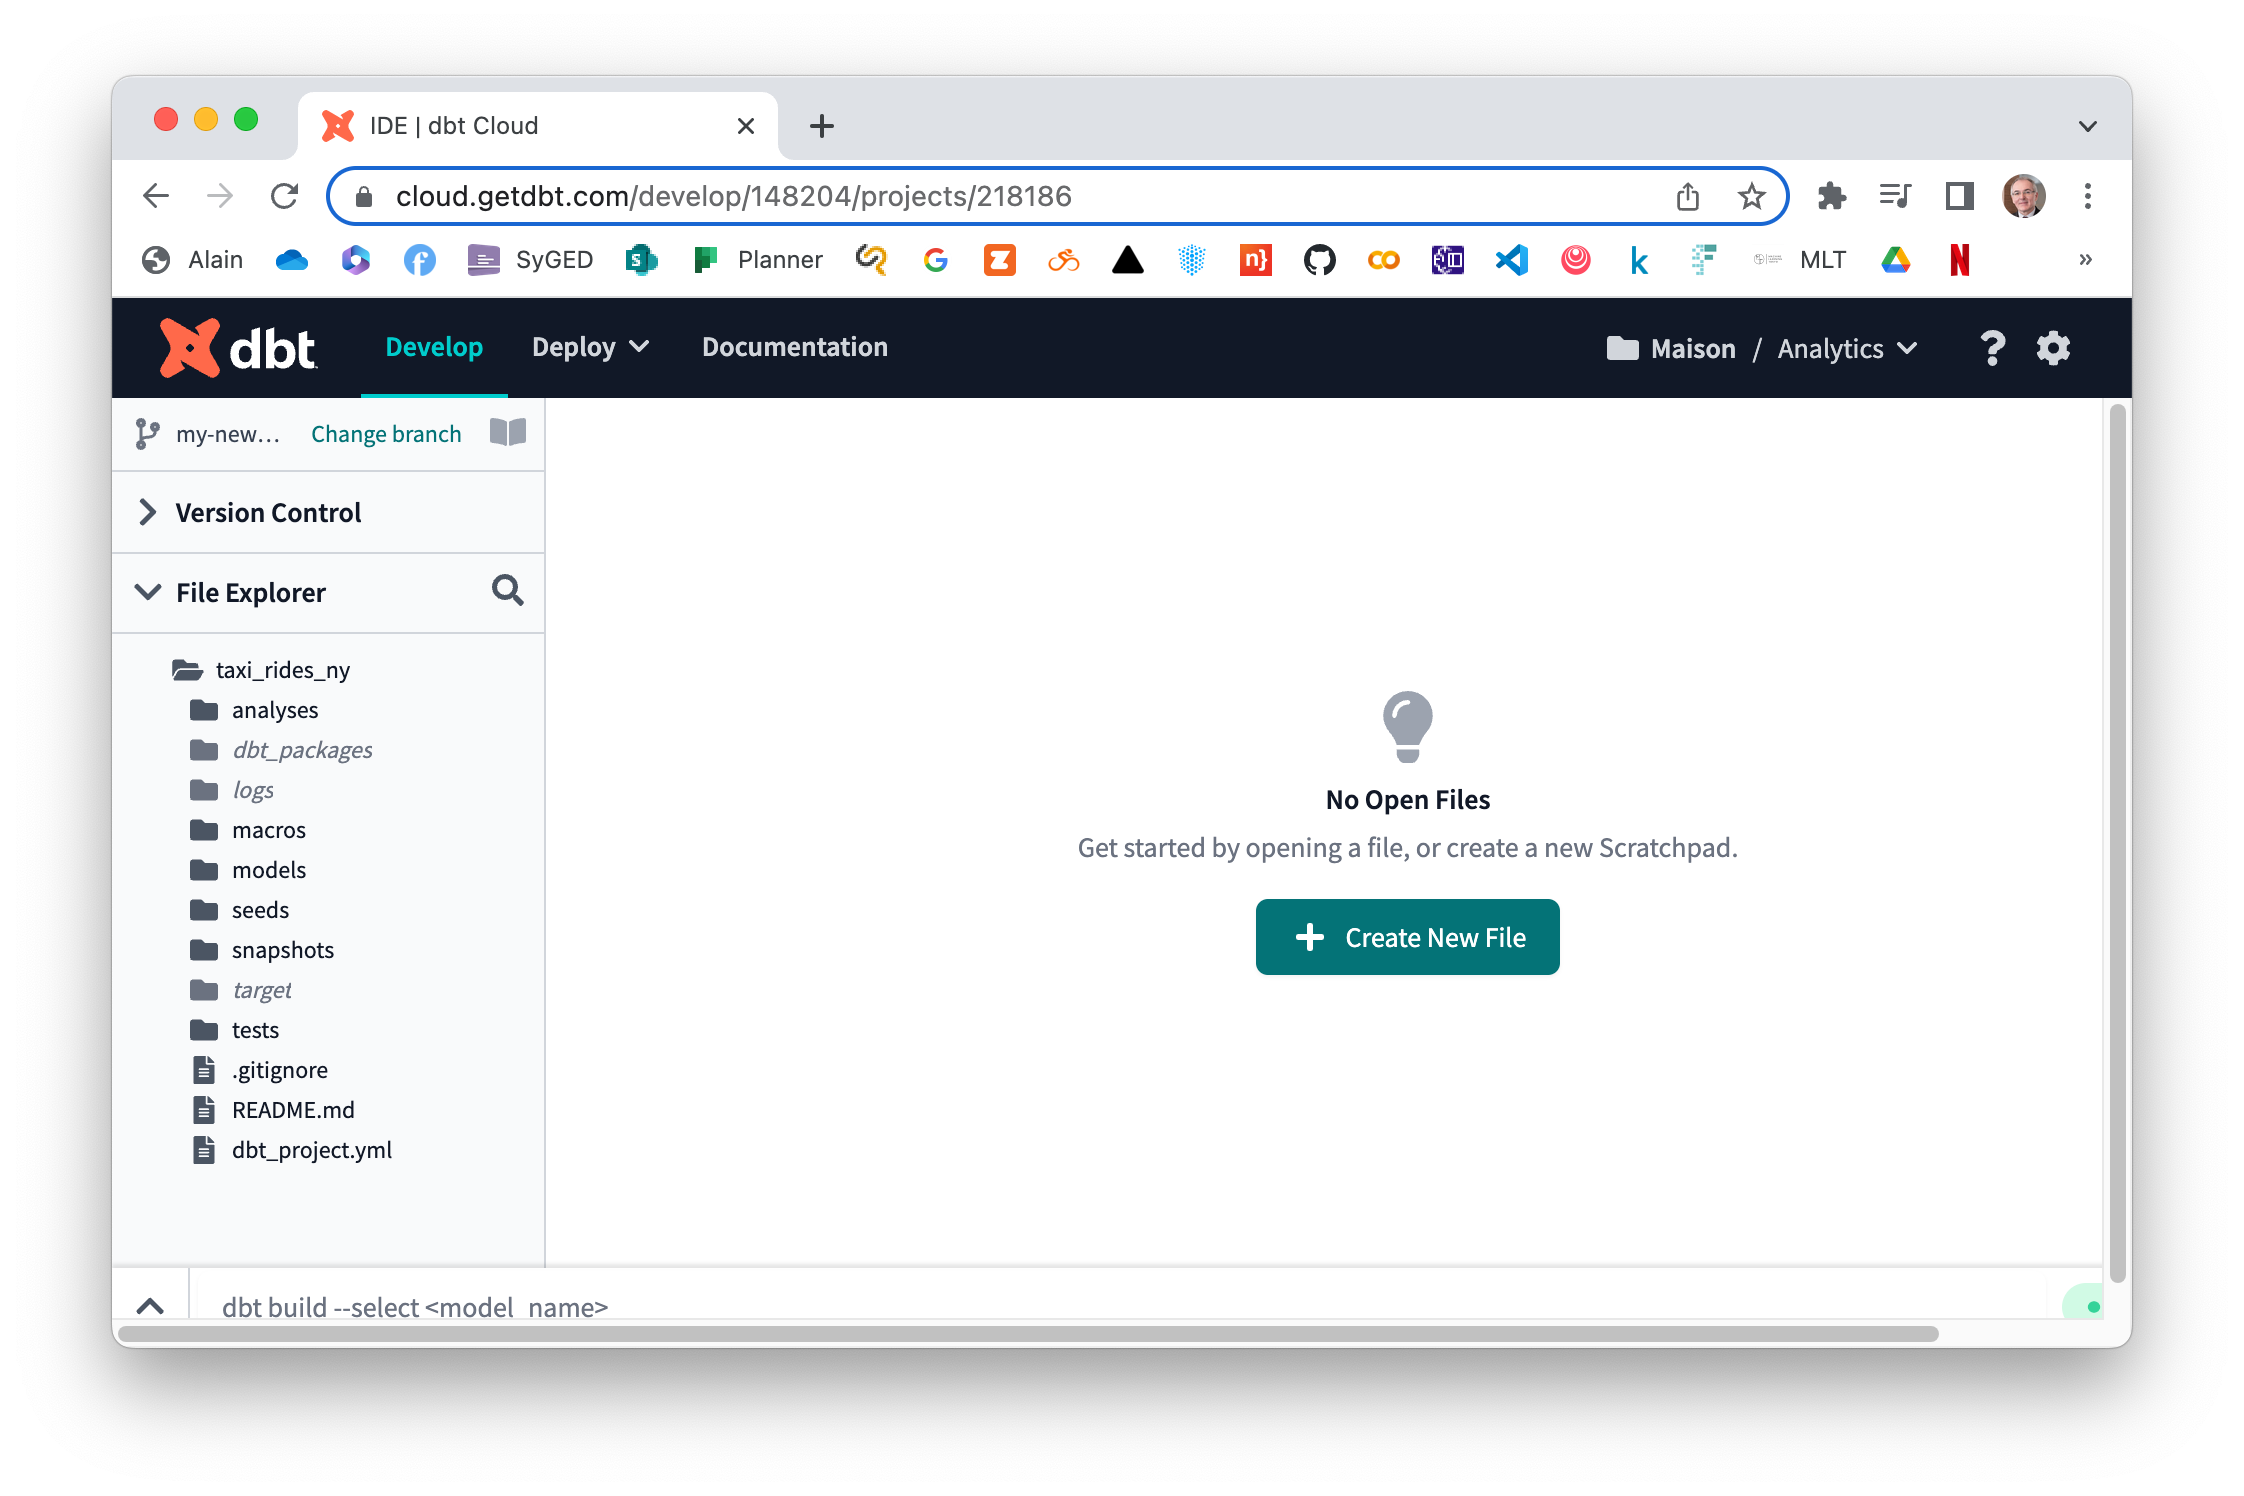 IDE | dbt Cloud
cloud.getdbt.com/develop/148204/projects/218186
Alain SyGED Planner MLT »
dbt Develop Deploy Documentation Maison / Analytics
my-new... Change branch
Version Control
File Explorer
taxi_rides_ny
analyses
dbt_packages
logs
macros
models
seeds
snapshots
target
tests
.gitignore
README.md
dbt_project.yml
No Open Files
Get started by opening a file, or create a new Scratchpad.
+ Create New File
dbt build --select <model_name>